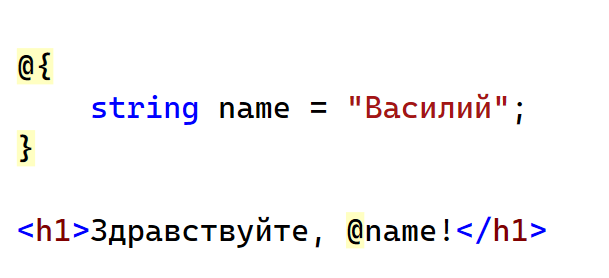 @{
    string name = "Василий";
}
<h1>Здравствуйте, @name!</h1>